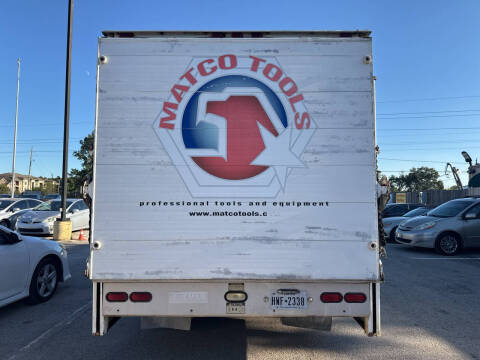 MATCO TOOLS
professional tools and equipment
www.matcotools.c
HNF*2338